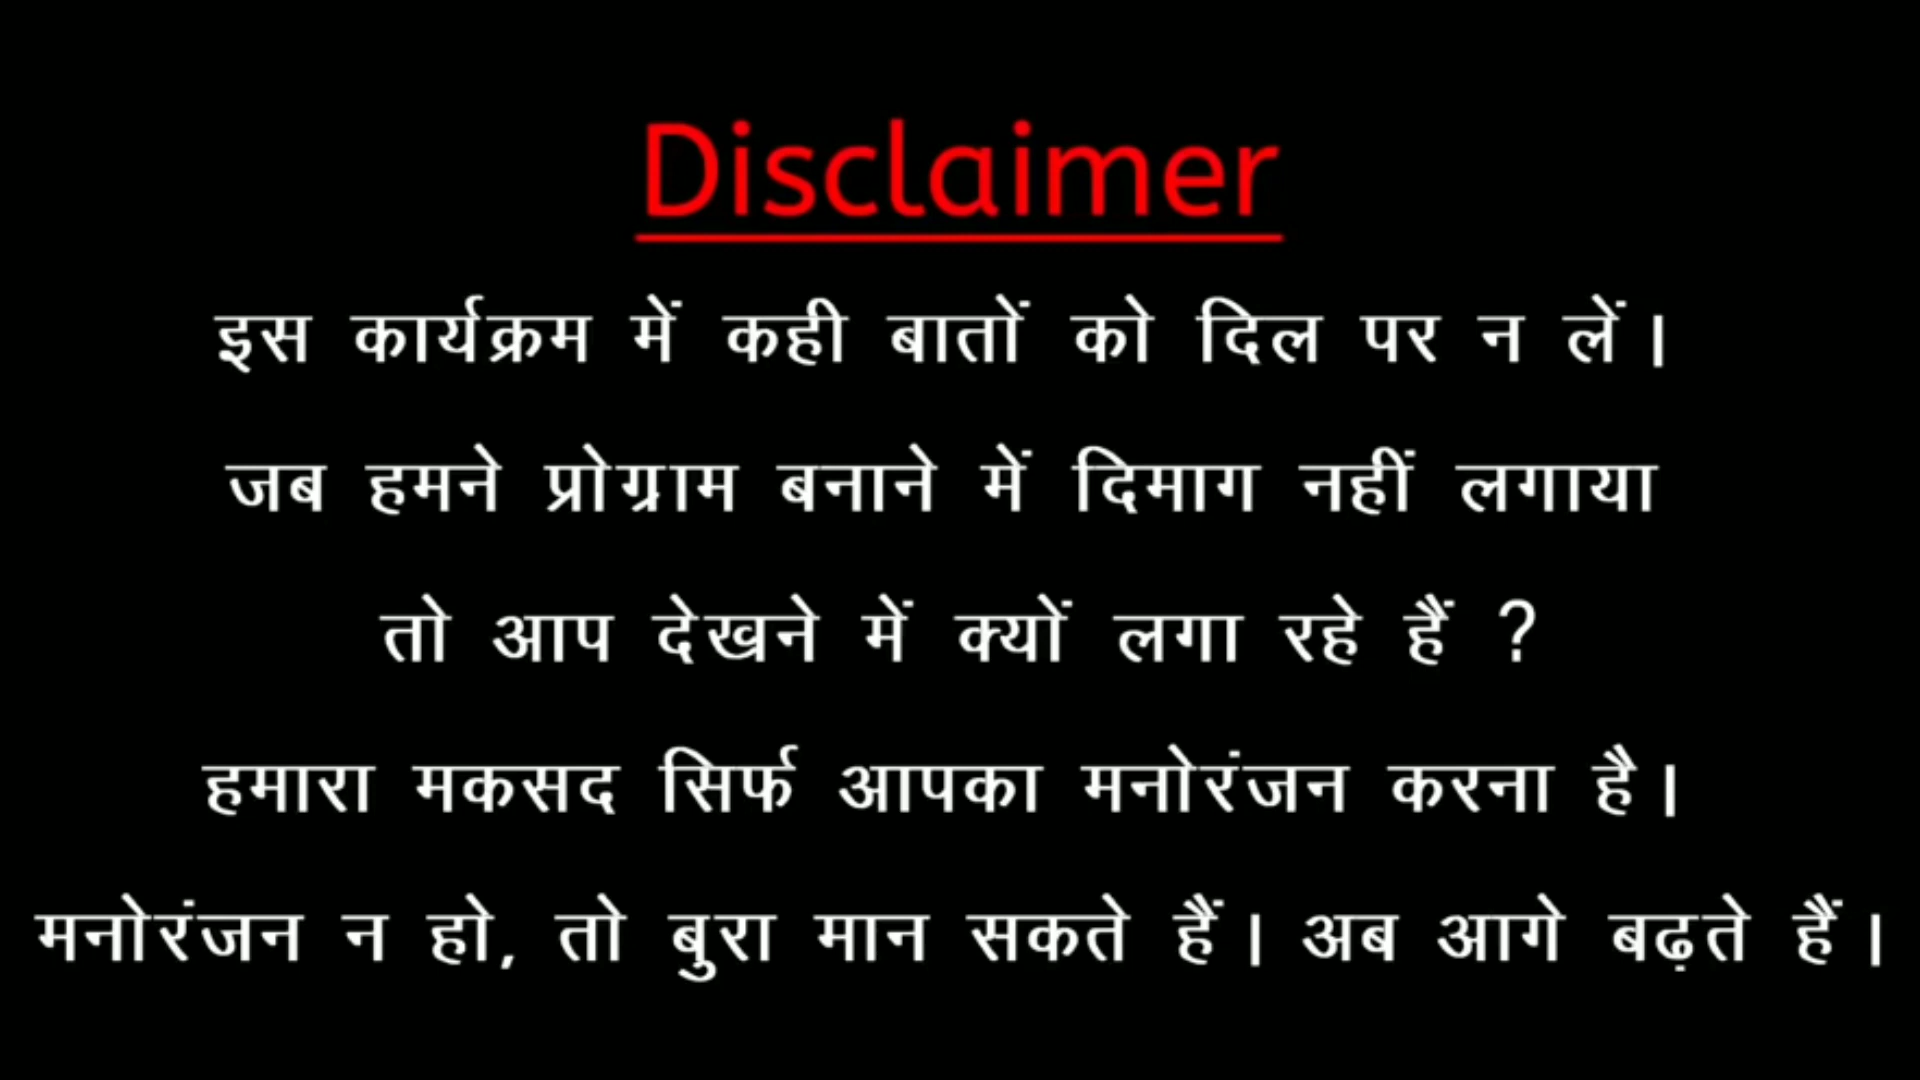 Disclaimer
इस कार्यक्रम में कही बातों को दिल पर न लें।
जब हमने प्रोग्राम बनाने में दिमाग नहीं लगाया
तो आप देखने में क्यों लगा रहे हैं ?
हमारा मकसद सिर्फ आपका मनोरंजन करना है।
मनोरंजन न हो, तो बुरा मान सकते हैं। अब आगे बढ़ते हैं।